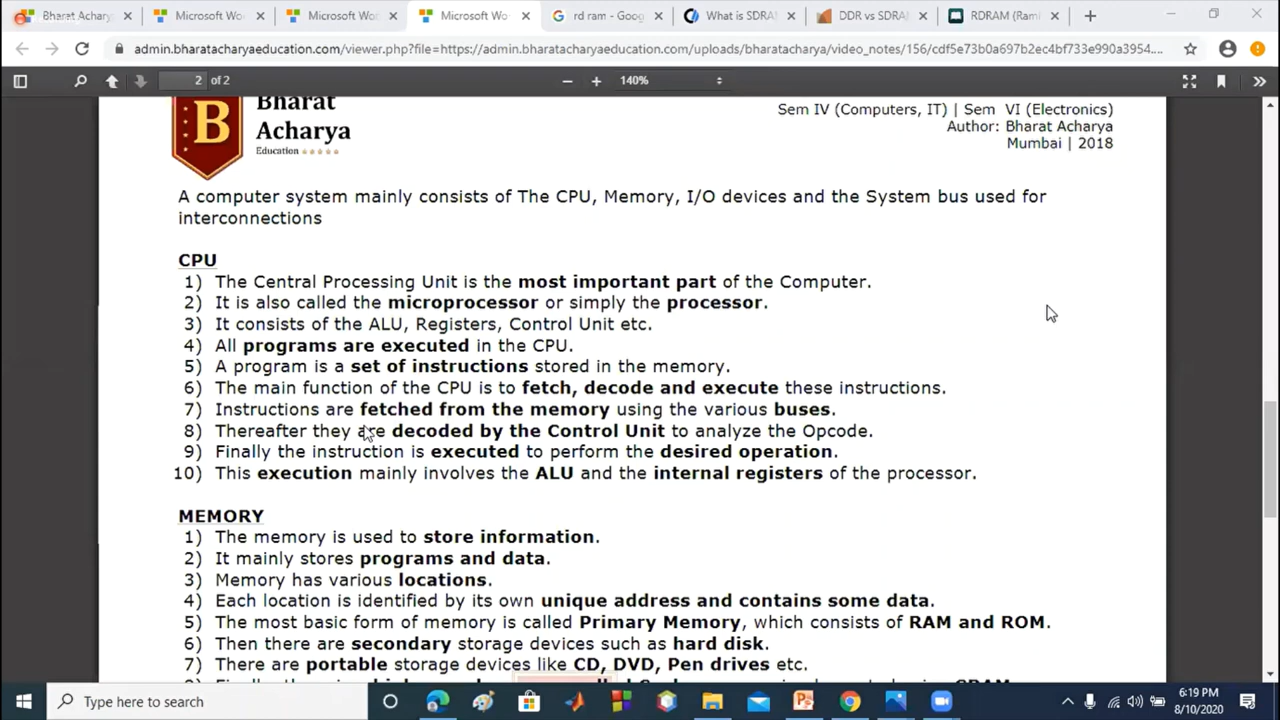 Bharat Acharya
Microsoft Wo
Microsoft Wo
Microsoft Wo
rd ram - Goog
What is SDRA
DDR vs SDRA
RDRAM (Ram
admin.bharatacharyaeducation.com/viewer.php?file=https://admin.bharatacharyaeducation.com/uploads/bharatacharya/video_notes/156/cdf5e73b0a697b2ec4bf733e990a3954....
2 of 2
140%
Bharat
Acharya
Education
Sem IV (Computers, IT) | Sem VI (Electronics)
Author: Bharat Acharya
Mumbai | 2018
A computer system mainly consists of The CPU, Memory, I/O devices and the System bus used for
interconnections
CPU
1) The Central Processing Unit is the most important part of the Computer.
2) It is also called the microprocessor or simply the processor.
3) It consists of the ALU, Registers, Control Unit etc.
4) All programs are executed in the CPU.
5) A program is a set of instructions stored in the memory.
6) The main function of the CPU is to fetch, decode and execute these instructions.
7) Instructions are fetched from the memory using the various buses.
8) Thereafter they are decoded by the Control Unit to analyze the Opcode.
9) Finally the instruction is executed to perform the desired operation.
10) This execution mainly involves the ALU and the internal registers of the processor.
MEMORY
1) The memory is used to store information.
2) It mainly stores programs and data.
3) Memory has various locations.
4) Each location is identified by its own unique address and contains some data.
5) The most basic form of memory is called Primary Memory, which consists of RAM and ROM.
6) Then there are secondary storage devices such as hard disk.
7) There are portable storage devices like CD, DVD, Pen drives etc.
Type here to search
6:19 PM
8/10/2020